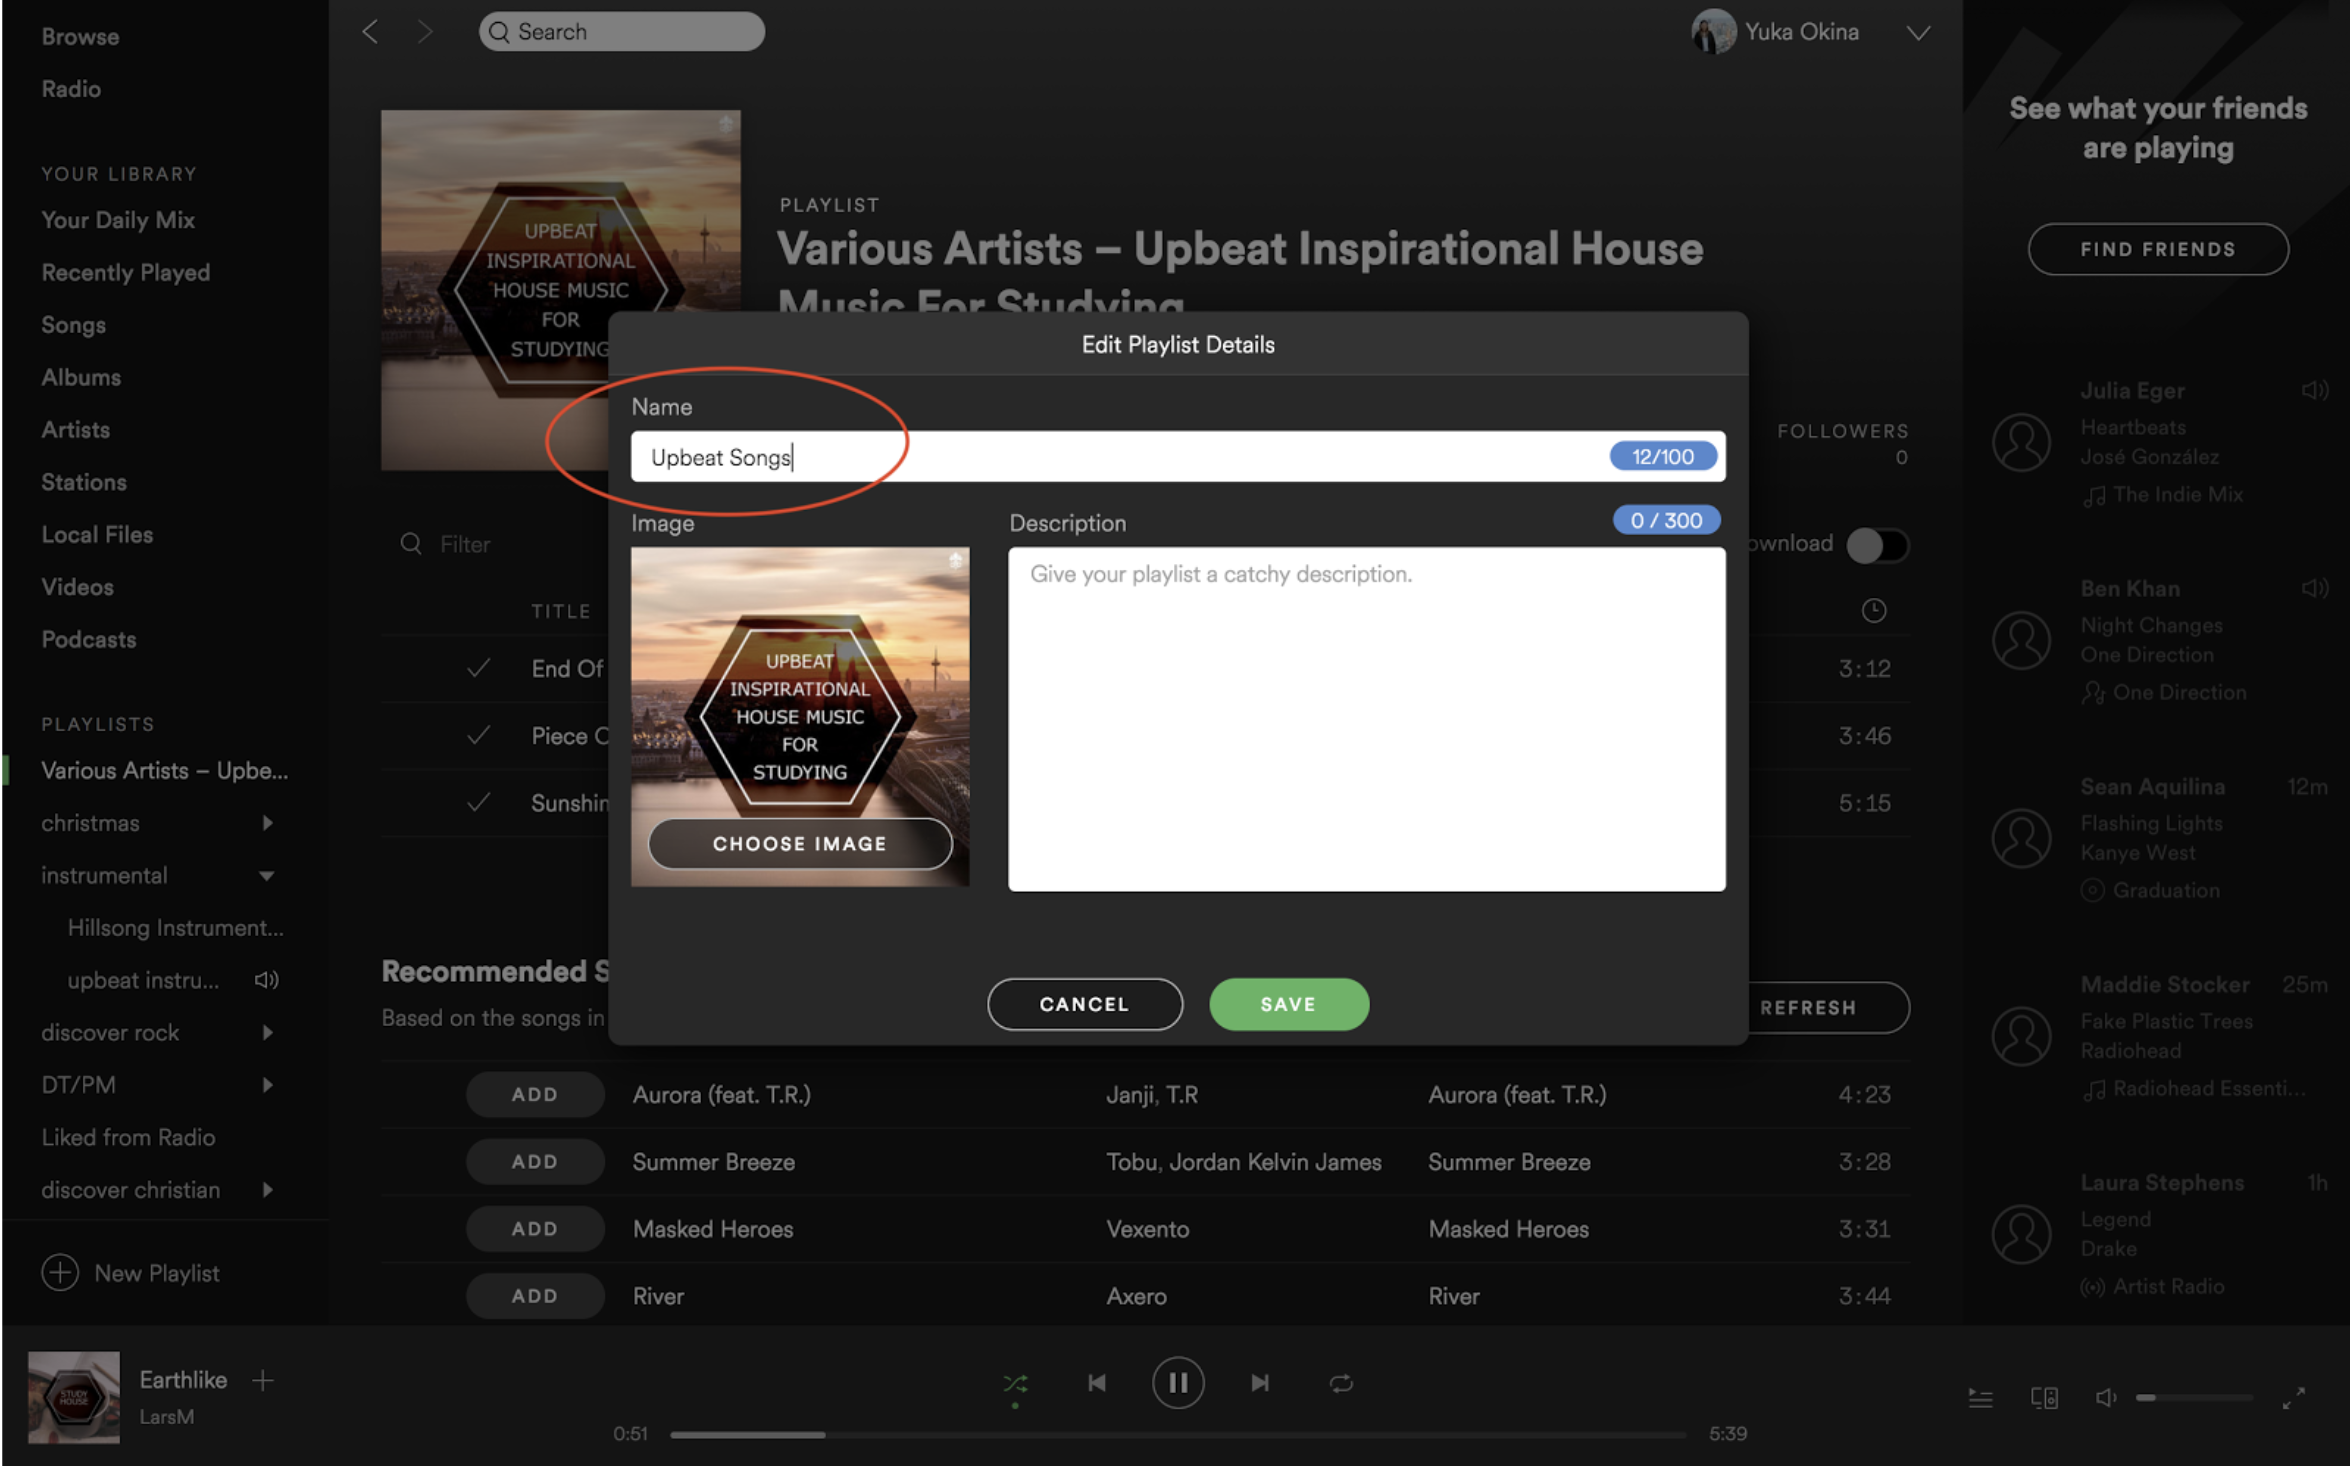 Browse
Radio
YOUR LIBRARY
Your Daily Mix
Recently Played
Songs
Albums
Artists
Stations
Local Files
Videos
Podcasts
PLAYLISTS
Various Artists – Upbe...
christmas
instrumental
Hillsong Instrument...
upbeat instru...
discover rock
DT/PM
Liked from Radio
discover christian
New Playlist
Search
Yuka Okina
UPBEAT
INSPIRATIONAL
HOUSE MUSIC
FOR
STUDYING
PLAYLIST
Various Artists – Upbeat Inspirational House
Music For Studying
FOLLOWERS
0
Filter
ownload
TITLE
End Of
3:12
Piece O
3:46
Sunshin
5:15
Edit Playlist Details
Name
Upbeat Songs
12/100
Image
Description
0 / 300
UPBEAT
INSPIRATIONAL
HOUSE MUSIC
FOR
STUDYING
CHOOSE IMAGE
Give your playlist a catchy description.
CANCEL
SAVE
Recommended S
Based on the songs in
REFRESH
ADD Aurora (feat. T.R.) Janji, T.R Aurora (feat. T.R.) 4:23
ADD Summer Breeze Tobu, Jordan Kelvin James Summer Breeze 3:28
ADD Masked Heroes Vexento Masked Heroes 3:31
ADD River Axero River 3:44
See what your friends
are playing
FIND FRIENDS
Julia Eger
Heartbeats
José González
The Indie Mix
Ben Khan
Night Changes
One Direction
One Direction
Sean Aquilina 12m
Flashing Lights
Kanye West
Graduation
Maddie Stocker 25m
Fake Plastic Trees
Radiohead
Radiohead Essenti...
Laura Stephens 1h
Legend
Drake
Artist Radio
STUDY
HOUSE
Earthlike
LarsM
0:51
5:39